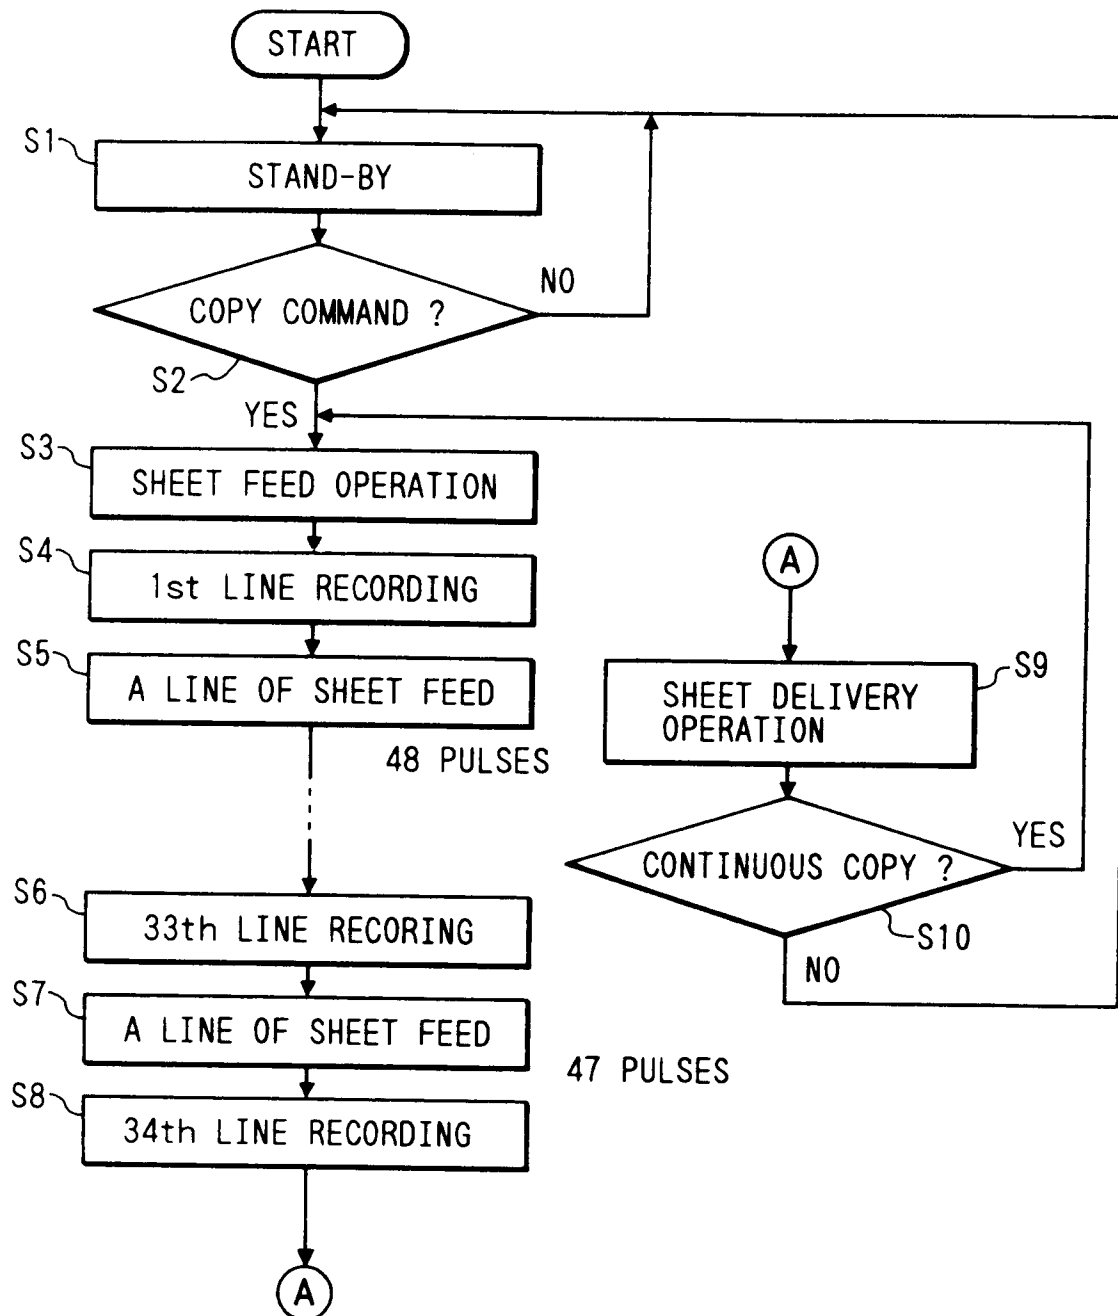 START
S1
STAND-BY
COPY COMMAND ?
NO
S2
YES
S3
SHEET FEED OPERATION
S4
1st LINE RECORDING
S5
A LINE OF SHEET FEED
48 PULSES
S6
33th LINE RECORING
S7
A LINE OF SHEET FEED
47 PULSES
S8
34th LINE RECORDING
A
A
S9
SHEET DELIVERY
OPERATION
CONTINUOUS COPY ?
YES
S10
NO